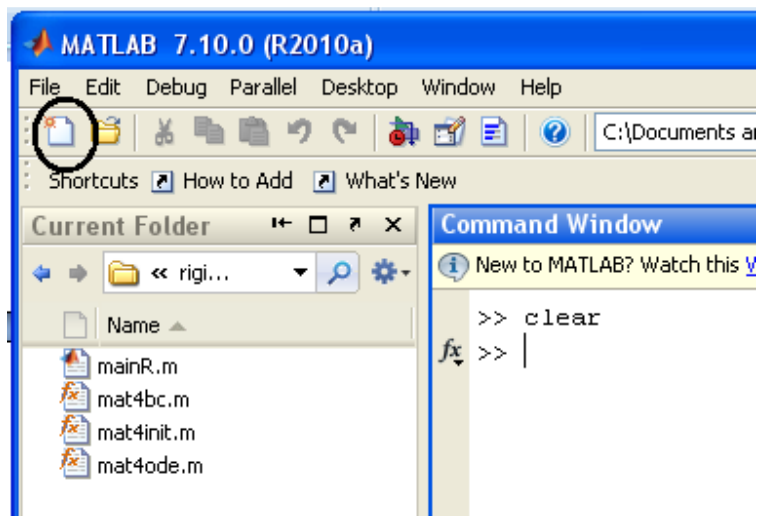 MATLAB 7.10.0 (R2010a)
File Edit Debug Parallel Desktop Window Help
C:\Documents a
Shortcuts How to Add What's New
Current Folder
« rigi...
Name
mainR.m
mat4bc.m
mat4init.m
mat4ode.m
Command Window
New to MATLAB? Watch this
>> clear
fx >>